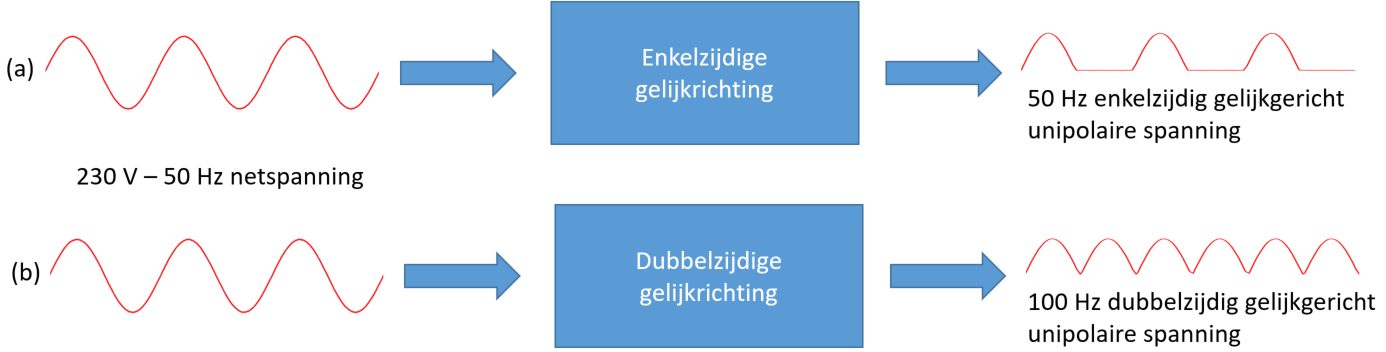 (a)
Enkelzijdige
gelijkrichting
50 Hz enkelzijdig gelijkgericht
unipolaire spanning
230 V – 50 Hz netspanning
(b)
Dubbelzijdige
gelijkrichting
100 Hz dubbelzijdig gelijkgericht
unipolaire spanning